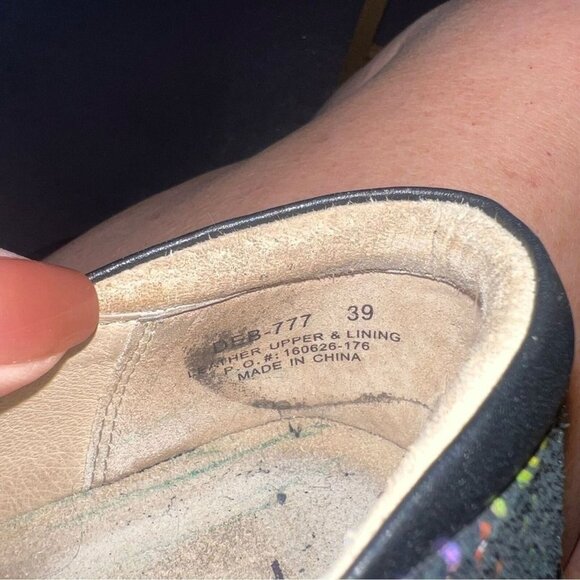 DEB-777 39
LEATHER UPPER & LINING
P.O.#: 160626-176
MADE IN CHINA